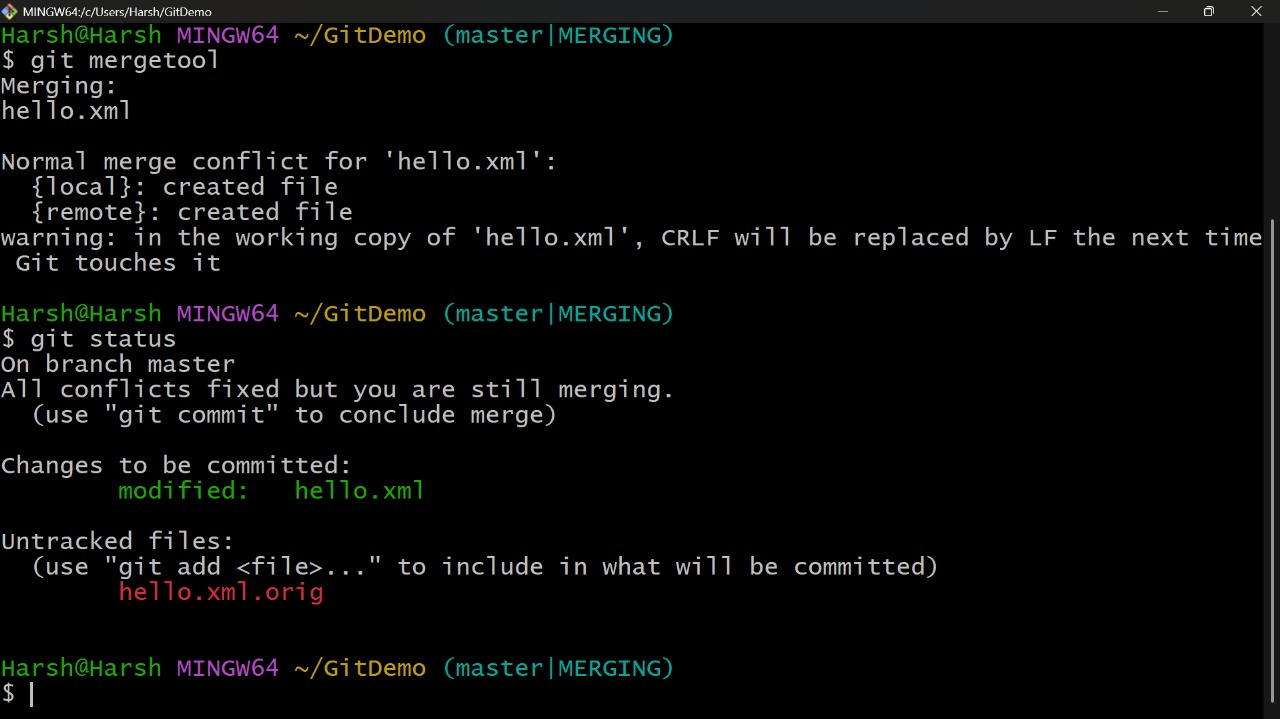 MINGW64:/c/Users/Harsh/GitDemo
Harsh@Harsh MINGW64 ~/GitDemo (master|MERGING)
$ git mergetool
Merging:
hello.xml
Normal merge conflict for 'hello.xml':
  {local}: created file
  {remote}: created file
warning: in the working copy of 'hello.xml', CRLF will be replaced by LF the next time
 Git touches it
Harsh@Harsh MINGW64 ~/GitDemo (master|MERGING)
$ git status
On branch master
All conflicts fixed but you are still merging.
  (use "git commit" to conclude merge)
Changes to be committed:
        modified:   hello.xml
Untracked files:
  (use "git add <file>..." to include in what will be committed)
        hello.xml.orig
Harsh@Harsh MINGW64 ~/GitDemo (master|MERGING)
$